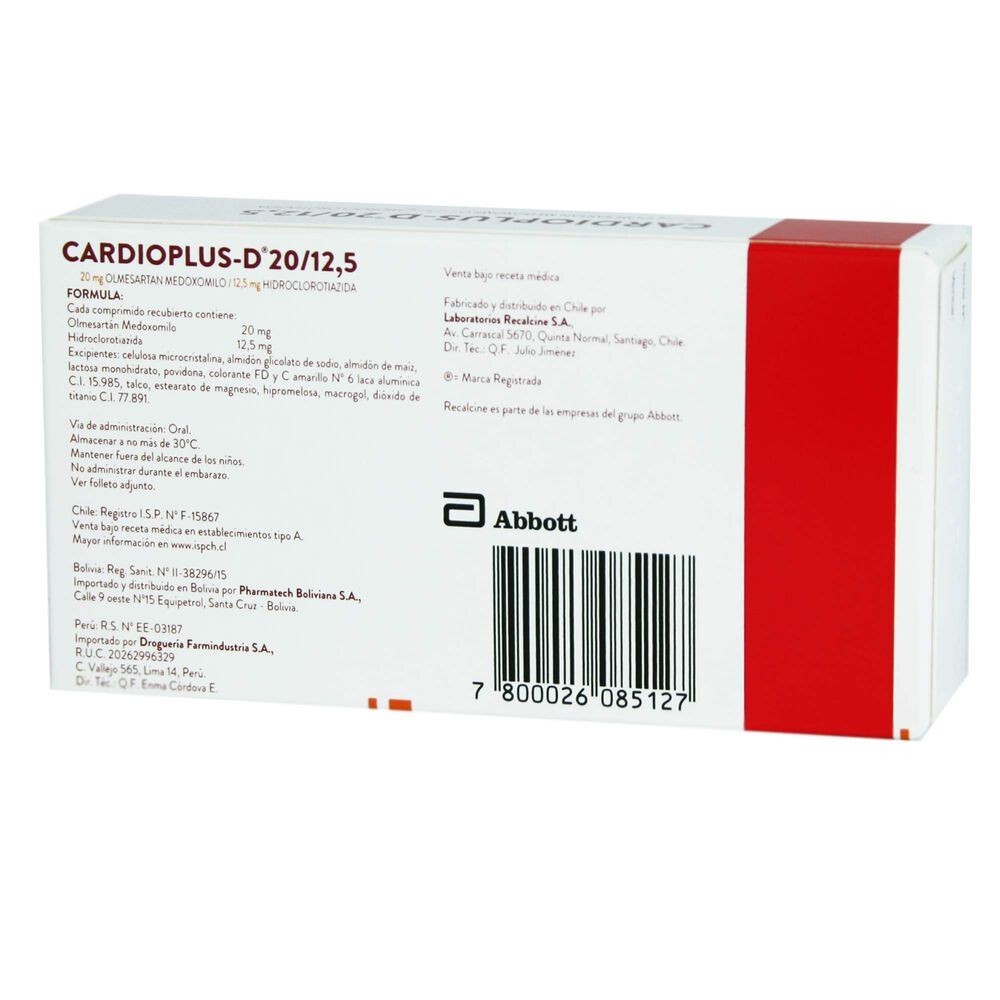 CARDIOPLUS-D 20/12,5
CARDIOPLUS-D® 20/12,5
20 mg OLMESARTAN MEDOXOMILO / 12,5 mg HIDROCLOROTIAZIDA
FORMULA:
Cada comprimido recubierto contiene:
Olmesartán Medoxomilo 20 mg
Hidroclorotiazida 12,5 mg
Excipientes: celulosa microcristalina, almidón glicolato de sodio, almidón de maíz,
lactosa monohidrato, povidona, colorante FD y C amarillo N° 6 laca alumínica
C.I. 15.985, talco, estearato de magnesio, hipromelosa, macrogol, dióxido de
titanio C.I. 77.891.
Via de administración: Oral.
Almacenar a no más de 30°C.
Mantener fuera del alcance de los niños.
No administrar durante el embarazo.
Ver folleto adjunto.
Chile: Registro I.S.P. N° F-15867
Venta bajo receta médica en establecimientos tipo A.
Mayor información en www.ispch.cl
Bolivia: Reg. Sanit. N° II-38296/15
Importado y distribuido en Bolivia por Pharmatech Boliviana S.A.,
Calle 9 oeste N°15 Equipetrol, Santa Cruz - Bolivia.
Perú: R.S. N° EE-03187
Importado por Droguería Farmindustria S.A.,
R.U.C. 20262996329
C. Vallejo 565, Lima 14, Perú.
Dir. Téc.: Q.F. Enma Córdova E.
Venta bajo receta médica
Fabricado y distribuido en Chile por
Laboratorios Recalcine S.A.,
Av. Carrascal 5670, Quinta Normal, Santiago, Chile.
Dir. Téc.: Q.F. Julio Jiménez
®= Marca Registrada
Recalcine es parte de las empresas del grupo Abbott.
Abbott
7 800026 085127